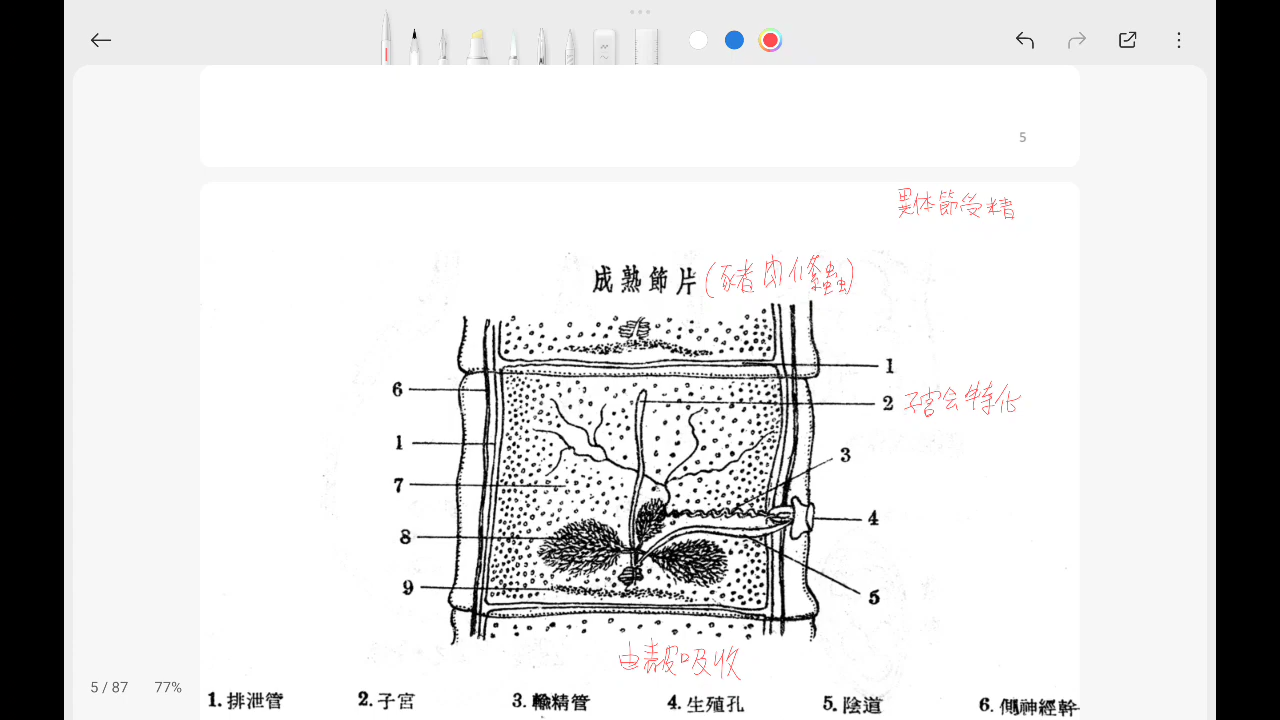 5
異体節受精
成熟節片(豬肉絛蟲)
1
6
2 子宮会特化
1
3
7
4
8
9
5
由表皮吸收
5 / 87 77%
1. 排泄管 2. 子宮 3. 輸精管 4. 生殖孔 5. 陰道 6. 側神經幹